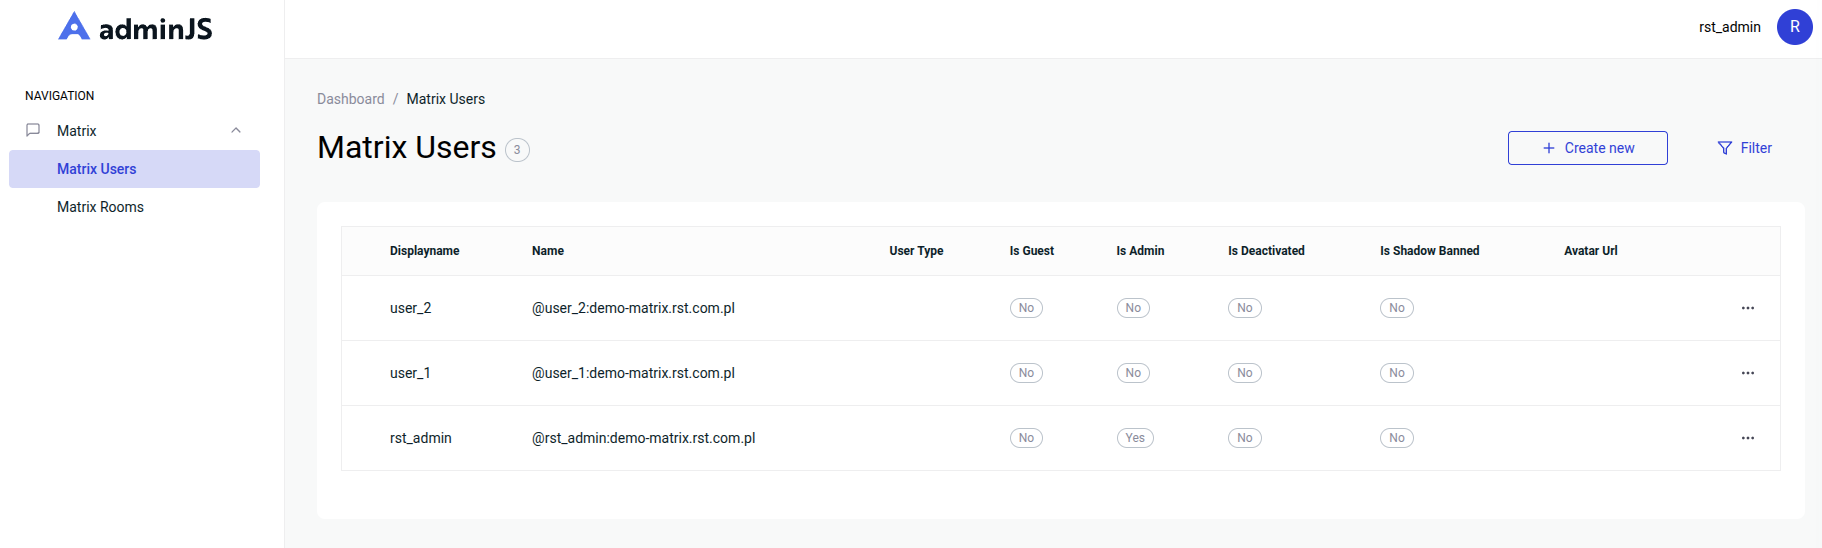 adminJS
rst_admin R
NAVIGATION
Matrix
Matrix Users
Matrix Rooms
Dashboard / Matrix Users
Matrix Users 3
+ Create new
Filter
Displayname Name User Type Is Guest Is Admin Is Deactivated Is Shadow Banned Avatar Url
user_2 @user_2:demo-matrix.rst.com.pl No No No No
user_1 @user_1:demo-matrix.rst.com.pl No No No No
rst_admin @rst_admin:demo-matrix.rst.com.pl No Yes No No